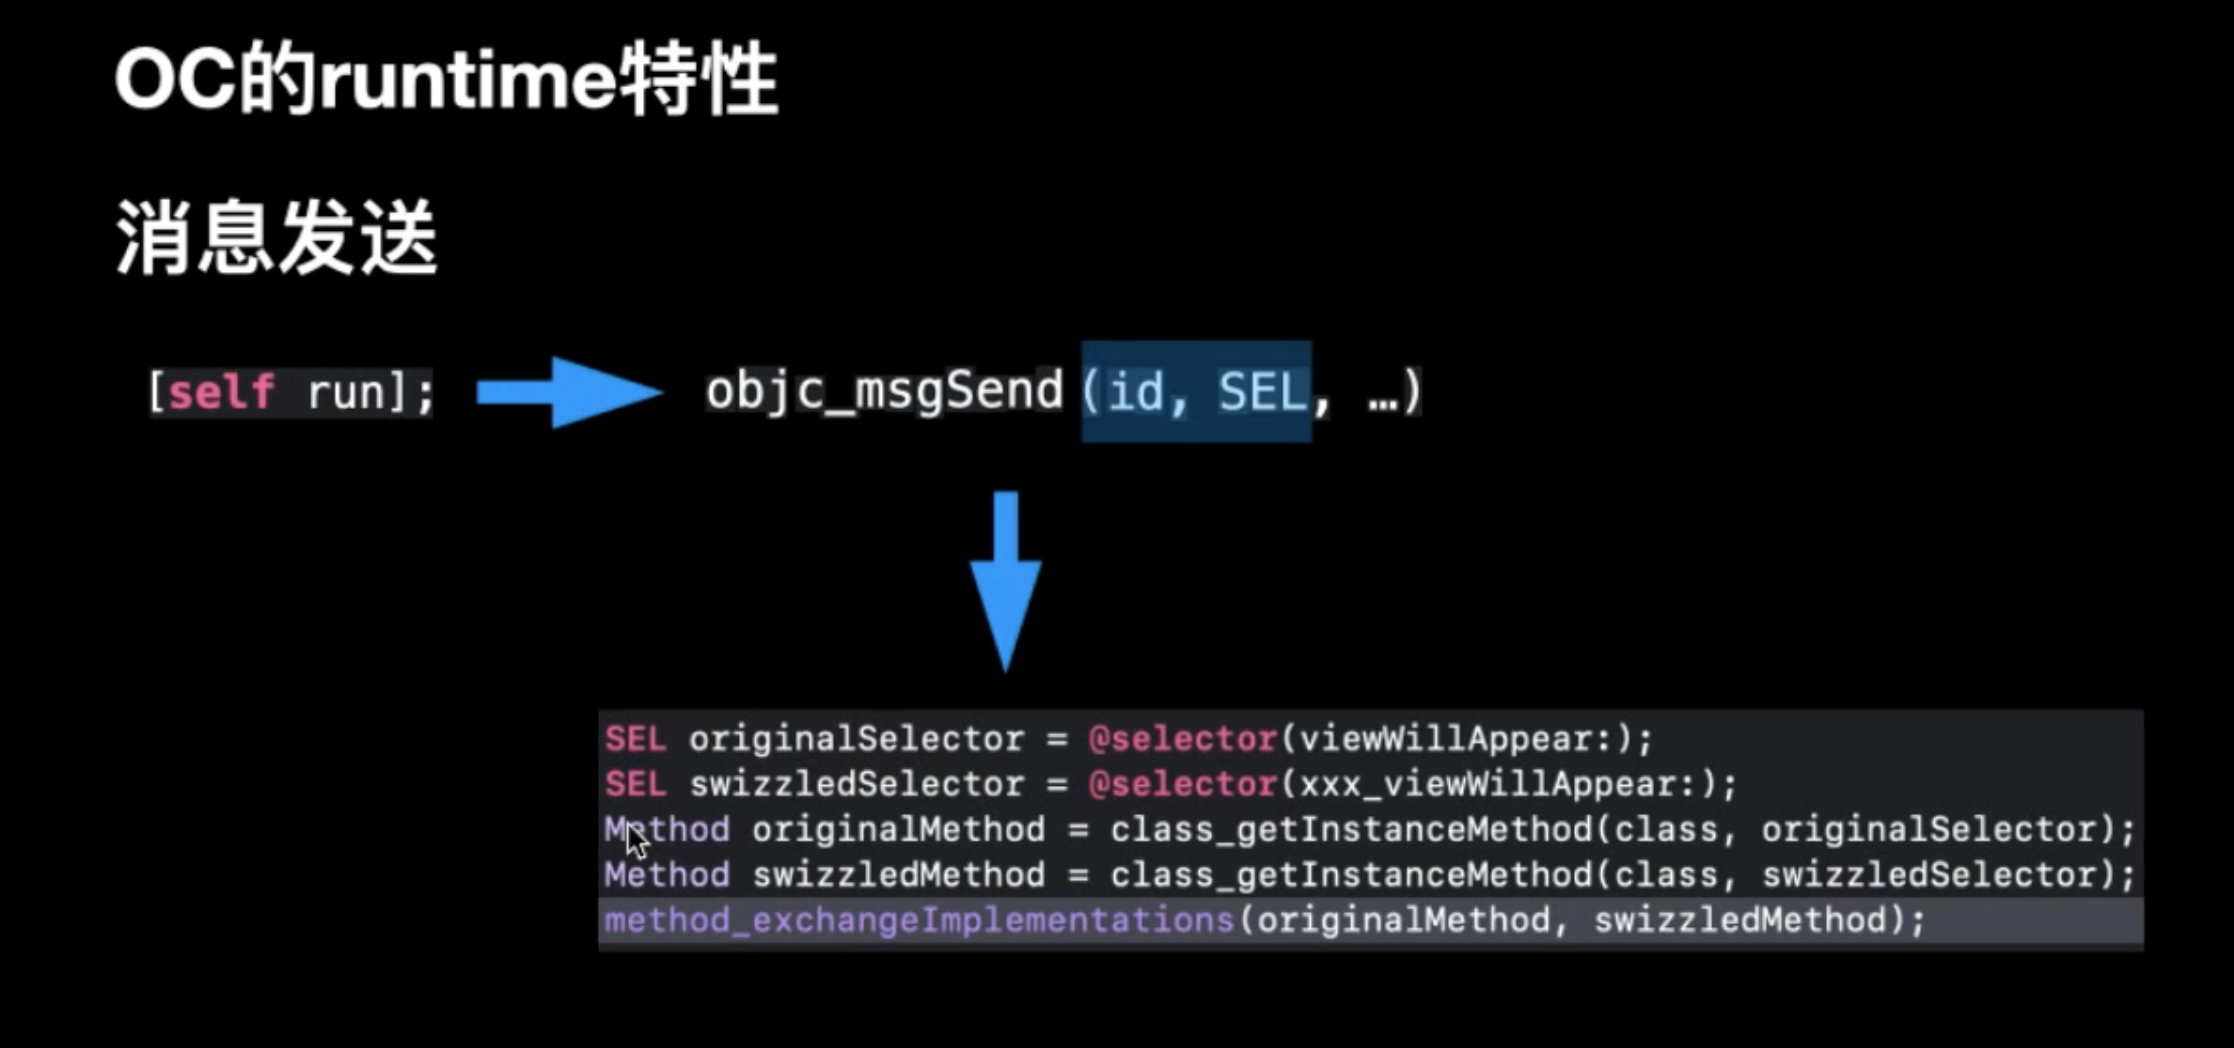 OC的runtime特性
消息发送
[self run];
objc_msgSend(id, SEL, …)
SEL originalSelector = @selector(viewWillAppear:);
SEL swizzledSelector = @selector(xxx_viewWillAppear:);
Method originalMethod = class_getInstanceMethod(class, originalSelector);
Method swizzledMethod = class_getInstanceMethod(class, swizzledSelector);
method_exchangeImplementations(originalMethod, swizzledMethod);